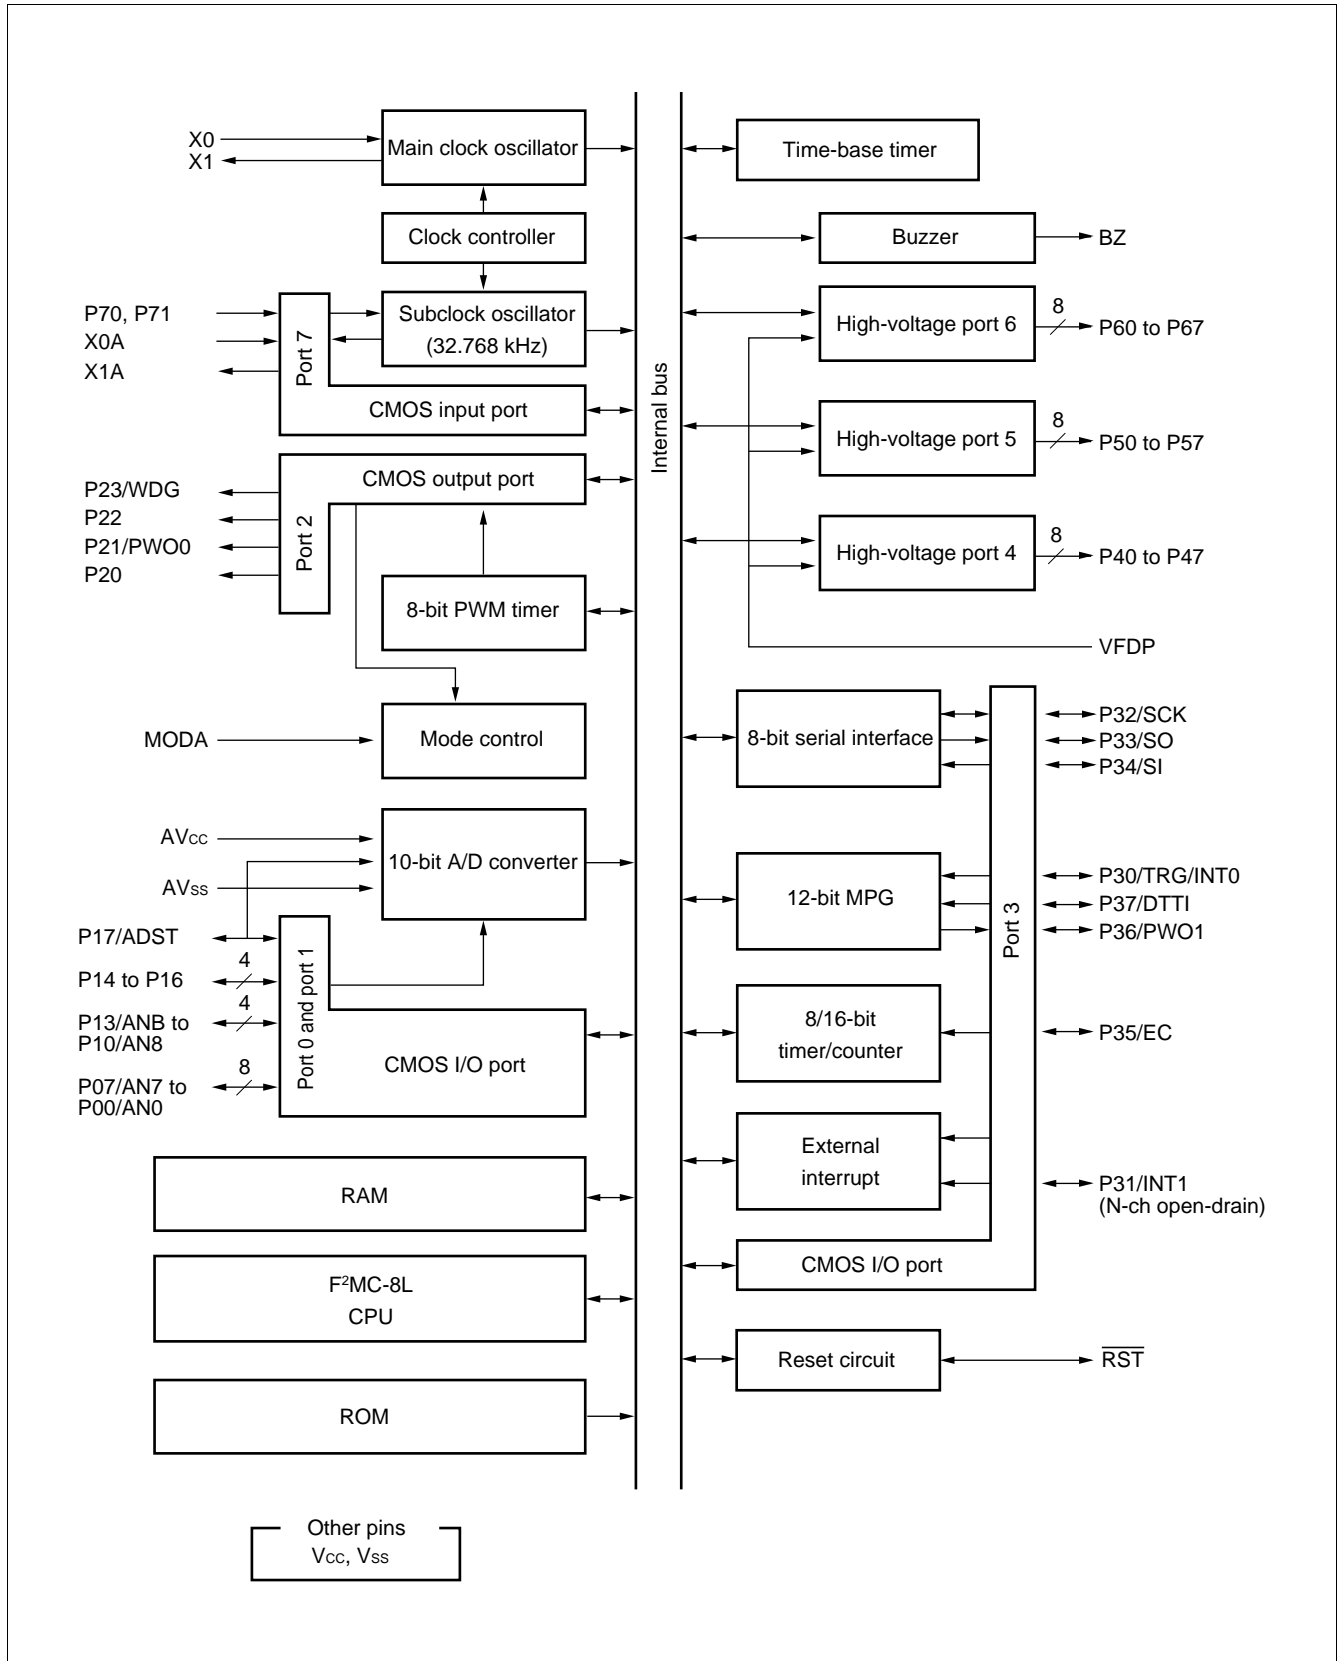 X0
X1
Main clock oscillator
Clock controller
P70, P71
X0A
X1A
Port 7
Subclock oscillator
(32.768 kHz)
CMOS input port
P23/WDG
P22
P21/PWO0
P20
Port 2
CMOS output port
8-bit PWM timer
MODA
Mode control
AVCC
AVSS
10-bit A/D converter
P17/ADST
P14 to P16
4
P13/ANB to
P10/AN8
4
P07/AN7 to
P00/AN0
8
Port 0 and port 1
CMOS I/O port
RAM
F²MC-8L
CPU
ROM
Other pins
VCC, VSS
Internal bus
Time-base timer
Buzzer
BZ
High-voltage port 6
8
P60 to P67
High-voltage port 5
8
P50 to P57
High-voltage port 4
8
P40 to P47
VFDP
8-bit serial interface
P32/SCK
P33/SO
P34/SI
12-bit MPG
Port 3
P30/TRG/INT0
P37/DTTI
P36/PWO1
8/16-bit
timer/counter
P35/EC
External
interrupt
P31/INT1
(N-ch open-drain)
CMOS I/O port
Reset circuit
RST